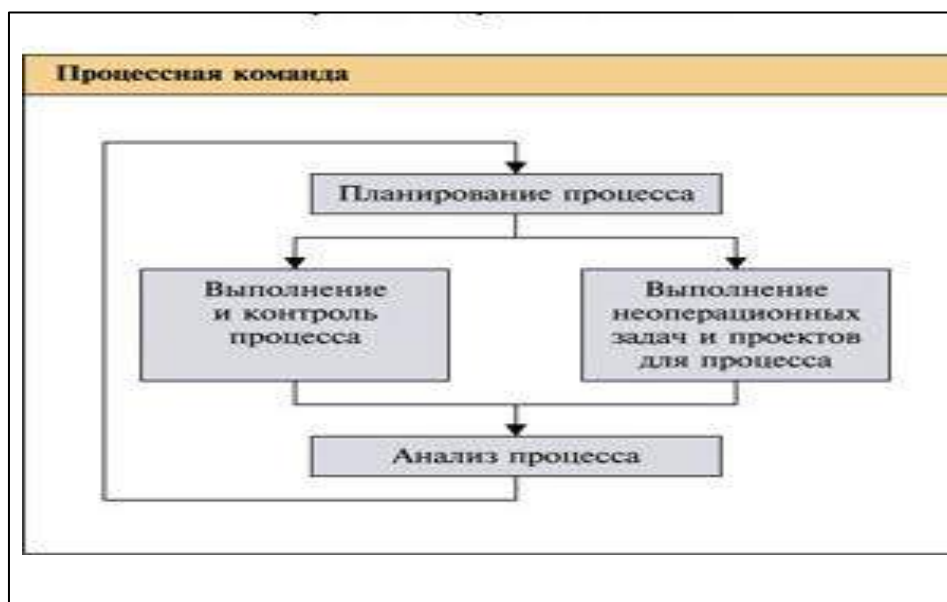 Процессная команда
Планирование процесса
Выполнение
и контроль
процесса
Выполнение
неоперационных
задач и проектов
для процесса
Анализ процесса